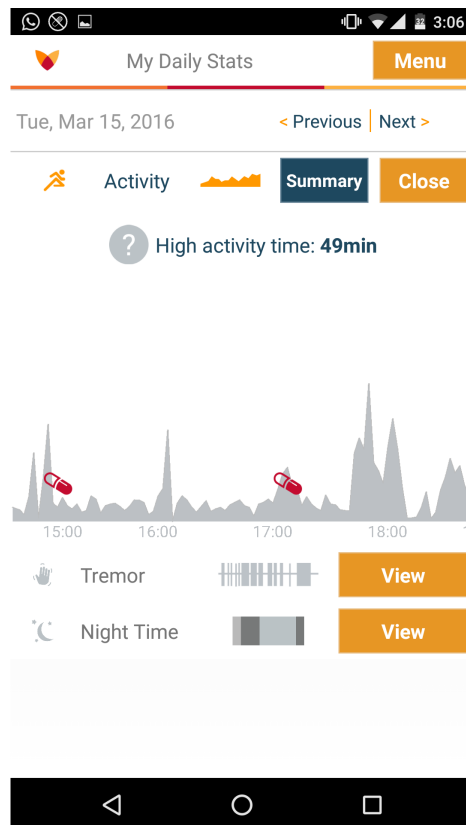 32 3:06
My Daily Stats Menu
Tue, Mar 15, 2016 < Previous Next >
Activity Summary Close
? High activity time: 49min
15:00 16:00 17:00 18:00
Tremor View
Night Time View